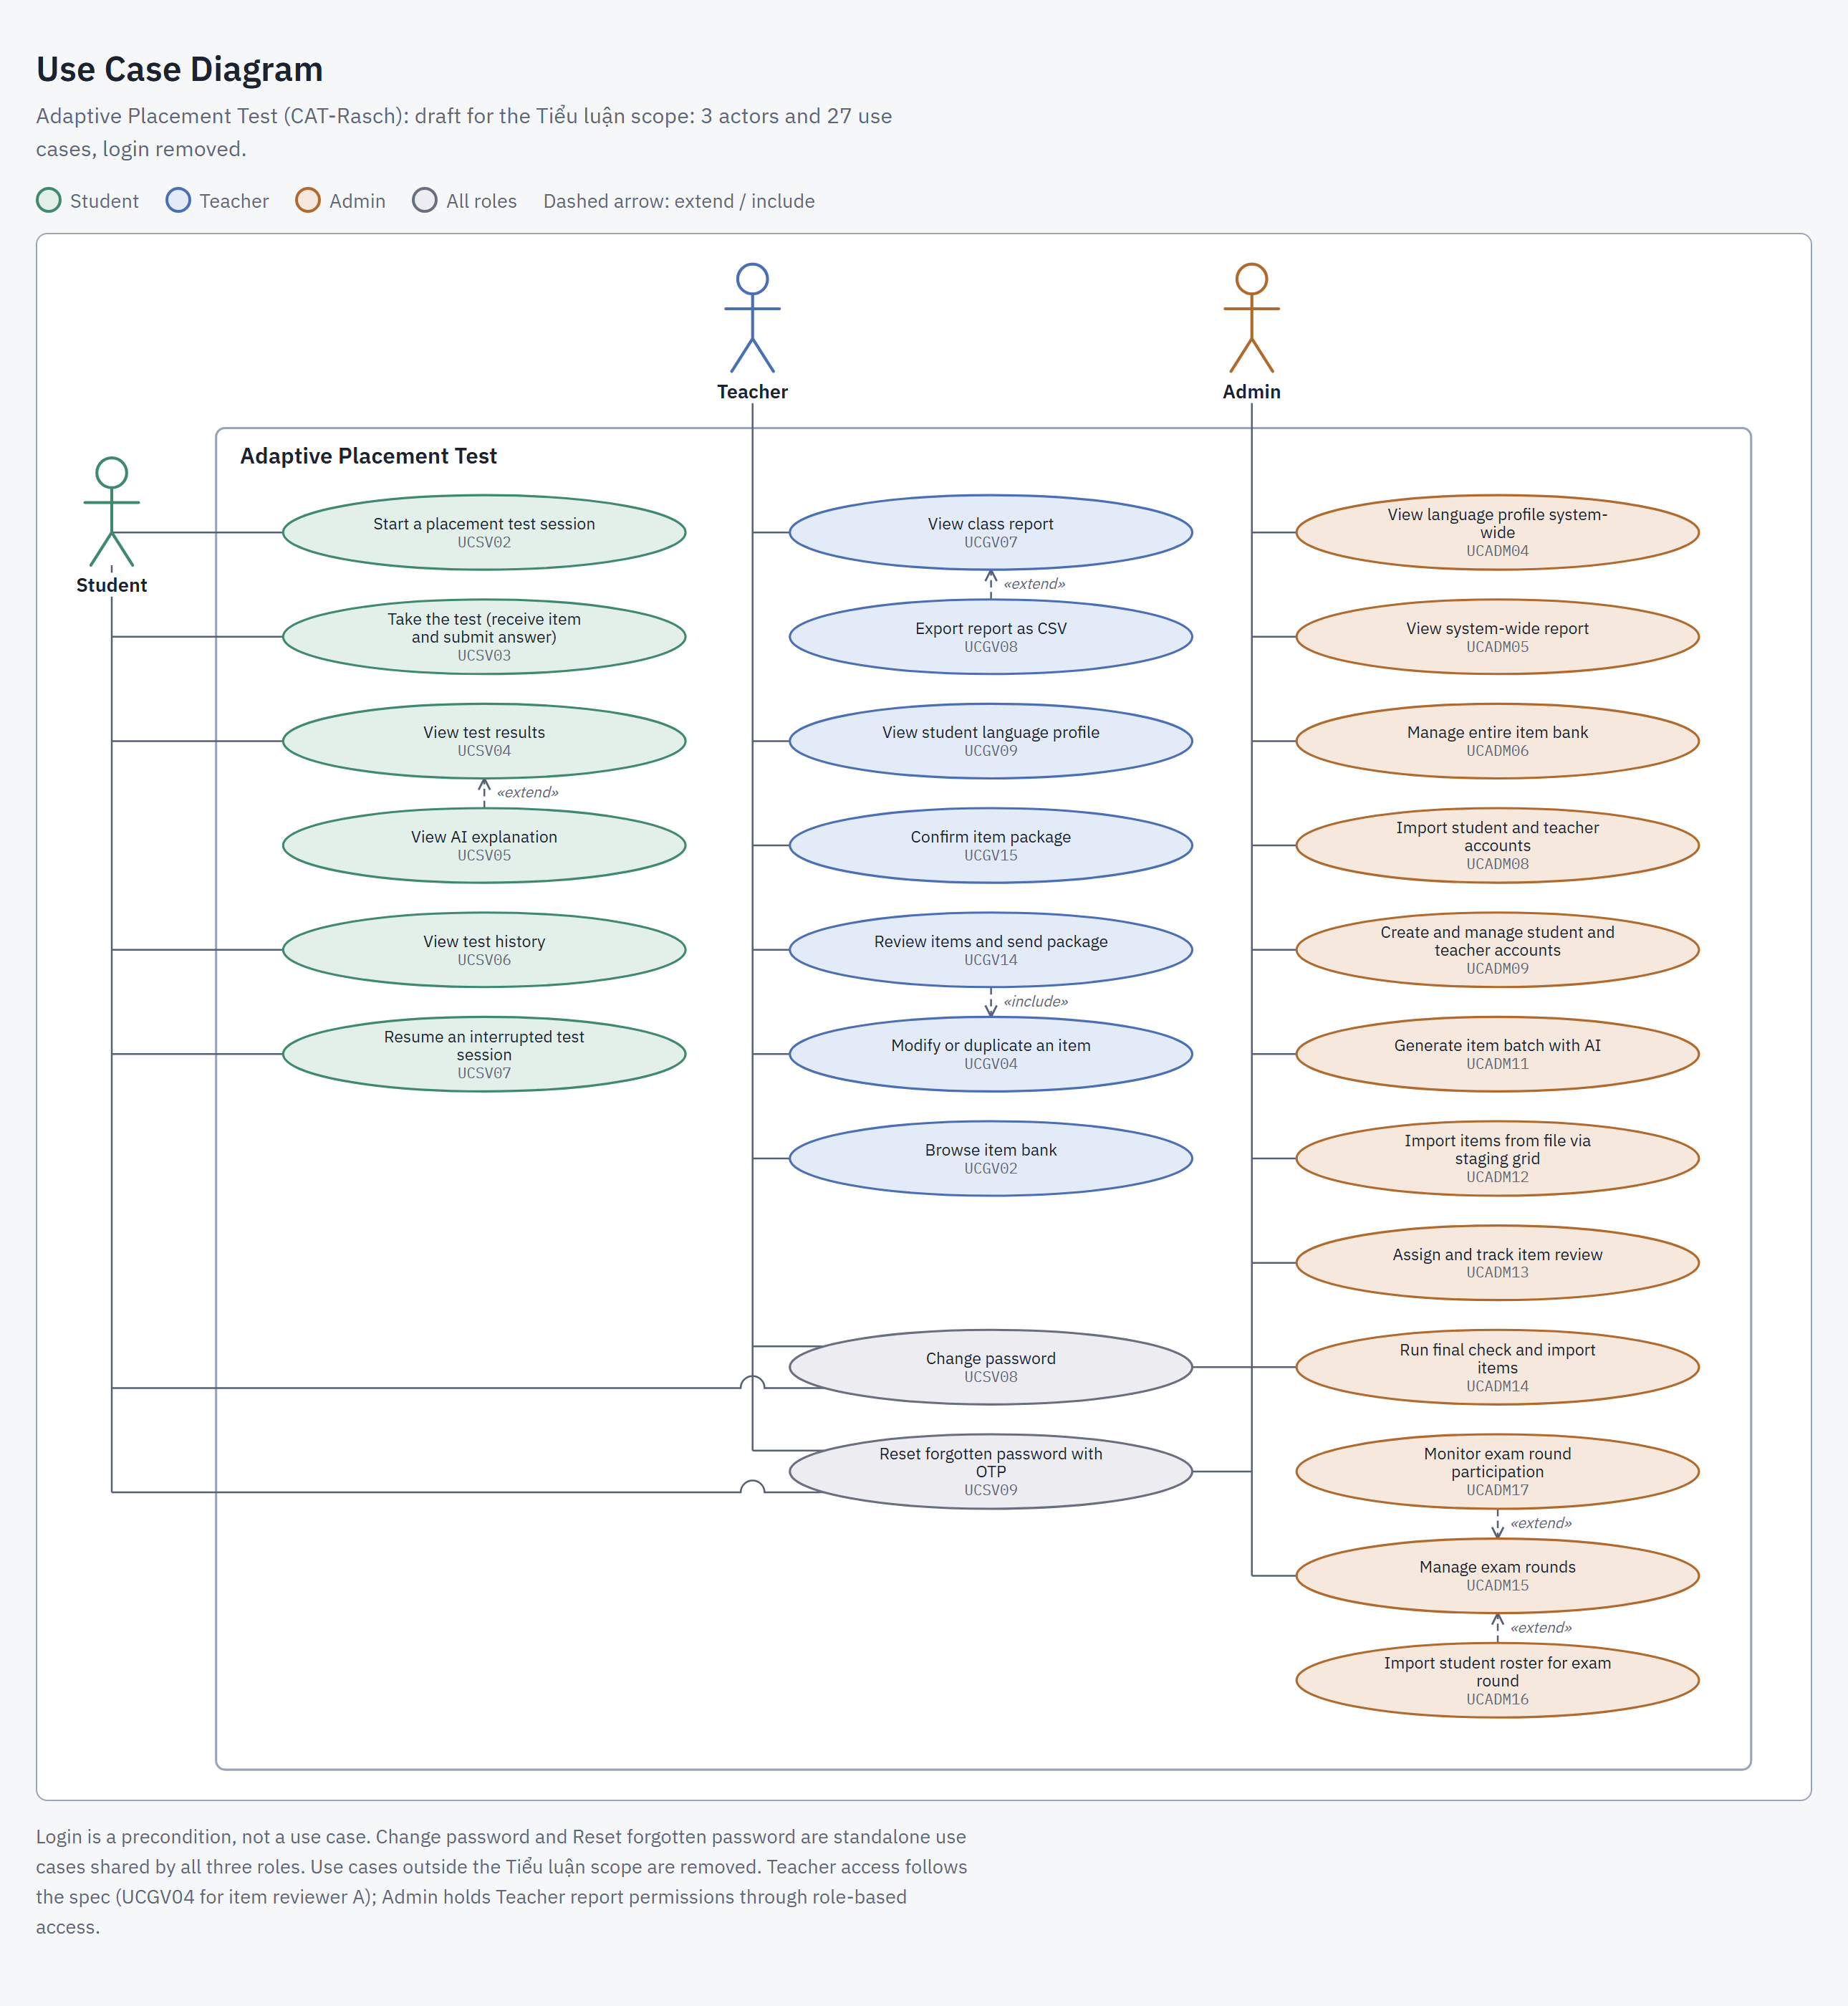 Use Case Diagram
Adaptive Placement Test (CAT-Rasch): draft for the Tiểu luận scope: 3 actors and 27 use
cases, login removed.
Student
Teacher
Admin
All roles
Dashed arrow: extend / include
Teacher
Admin
Student
Adaptive Placement Test
Start a placement test session
UCSV02
Take the test (receive item
and submit answer)
UCSV03
View test results
UCSV04
«extend»
View AI explanation
UCSV05
View test history
UCSV06
Resume an interrupted test
session
UCSV07
View class report
UCGV07
«extend»
Export report as CSV
UCGV08
View student language profile
UCGV09
Confirm item package
UCGV15
Review items and send package
UCGV14
«include»
Modify or duplicate an item
UCGV04
Browse item bank
UCGV02
Change password
UCSV08
Reset forgotten password with
OTP
UCSV09
View language profile system-
wide
UCADM04
View system-wide report
UCADM05
Manage entire item bank
UCADM06
Import student and teacher
accounts
UCADM08
Create and manage student and
teacher accounts
UCADM09
Generate item batch with AI
UCADM11
Import items from file via
staging grid
UCADM12
Assign and track item review
UCADM13
Run final check and import
items
UCADM14
Monitor exam round
participation
UCADM17
«extend»
Manage exam rounds
UCADM15
«extend»
Import student roster for exam
round
UCADM16
Login is a precondition, not a use case. Change password and Reset forgotten password are standalone use
cases shared by all three roles. Use cases outside the Tiểu luận scope are removed. Teacher access follows
the spec (UCGV04 for item reviewer A); Admin holds Teacher report permissions through role-based
access.